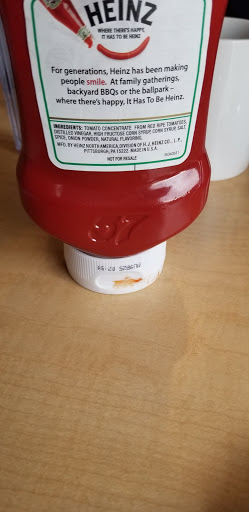 HEINZ
WHERE THERE'S HAPPY,
IT HAS TO BE HEINZ
For generations, Heinz has been making
people smile. At family gatherings,
backyard BBQs or the ballpark –
where there's happy, It Has To Be Heinz.
INGREDIENTS: TOMATO CONCENTRATE FROM RED RIPE TOMATOES,
DISTILLED VINEGAR, HIGH FRUCTOSE CORN SYRUP, CORN SYRUP, SALT,
SPICE, ONION POWDER, NATURAL FLAVORING.
MFG. BY HEINZ NORTH AMERICA, DIVISION OF H. J. HEINZ CO., L.P.,
PITTSBURGH, PA 15222. MADE IN U.S.A.
NOT FOR RESALE
57